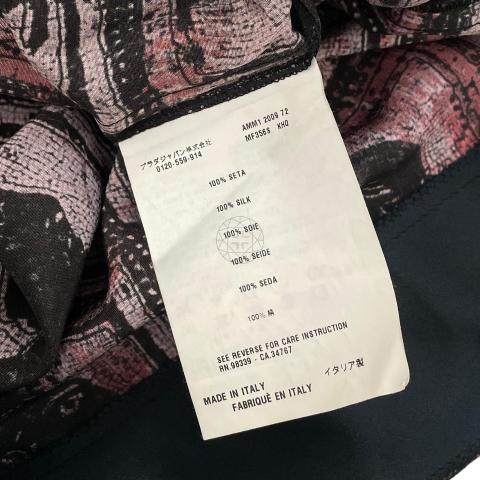 プラダジャパン株式会社
0120-559-914
AMM1 2009 72
MF3563 KHO
100% SETA
100% SILK
100% SOIE
100% SEIDE
100% SEDA
100% 絹
SEE REVERSE FOR CARE INSTRUCTION
RN.98339 - CA.34767
MADE IN ITALY
FABRIQUÈ EN ITALY
イタリア製